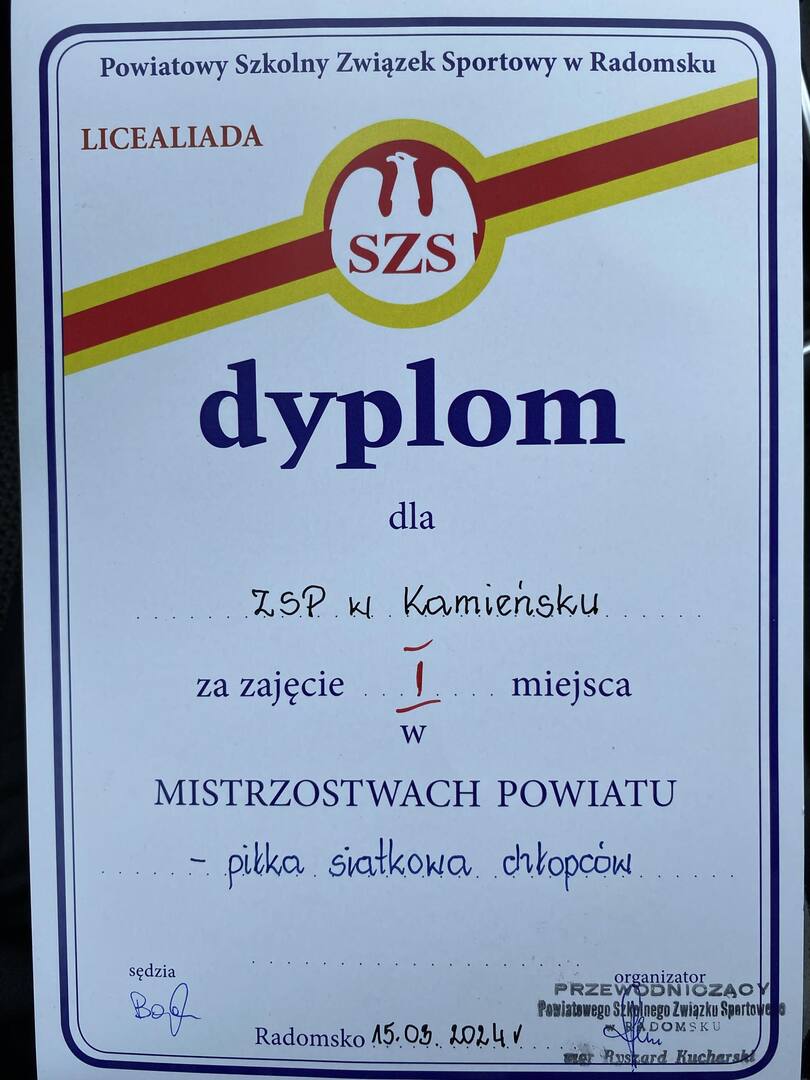 Powiatowy Szkolny Związek Sportowy w Radomsku
LICEALIADA
SZS
dyplom
dla
ZSP w Kamieńsku
za zajęcie I miejsca
w
MISTRZOSTWACH POWIATU
- piłka siatkowa chłopców
sędzia
organizator
PRZEWODNICZĄCY
Powiatowego Szkolnego Związku Sportowego
w RADOMSKU
mgr Ryszard Kucharski
Radomsko 15.03.2024 r